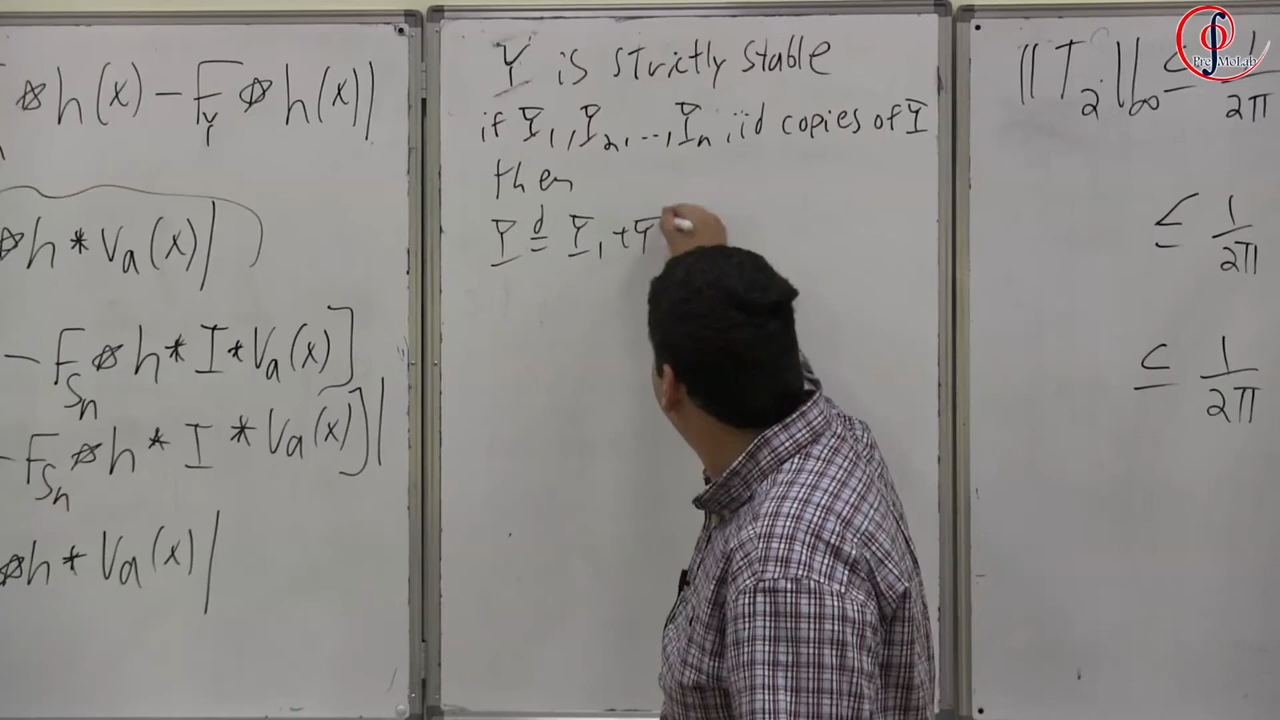 ⌀h(x) - F_Y ⌀h(x)|
⌀h * V_a(x)|
- F_{S_n} ⌀h * I * V_a(x)]
- F_{S_n} ⌀h * I * V_a(x)]|
⌀h * V_a(x)|
Y is strictly stable
if Y_1, Y_2, ..., Y_n iid copies of Y
then
Y \stackrel{d}{=} Y_1 + Y
||T_2||_∞ ≤ 1/2π
≤ 1/2π
≤ 1/2π
PreMoLab